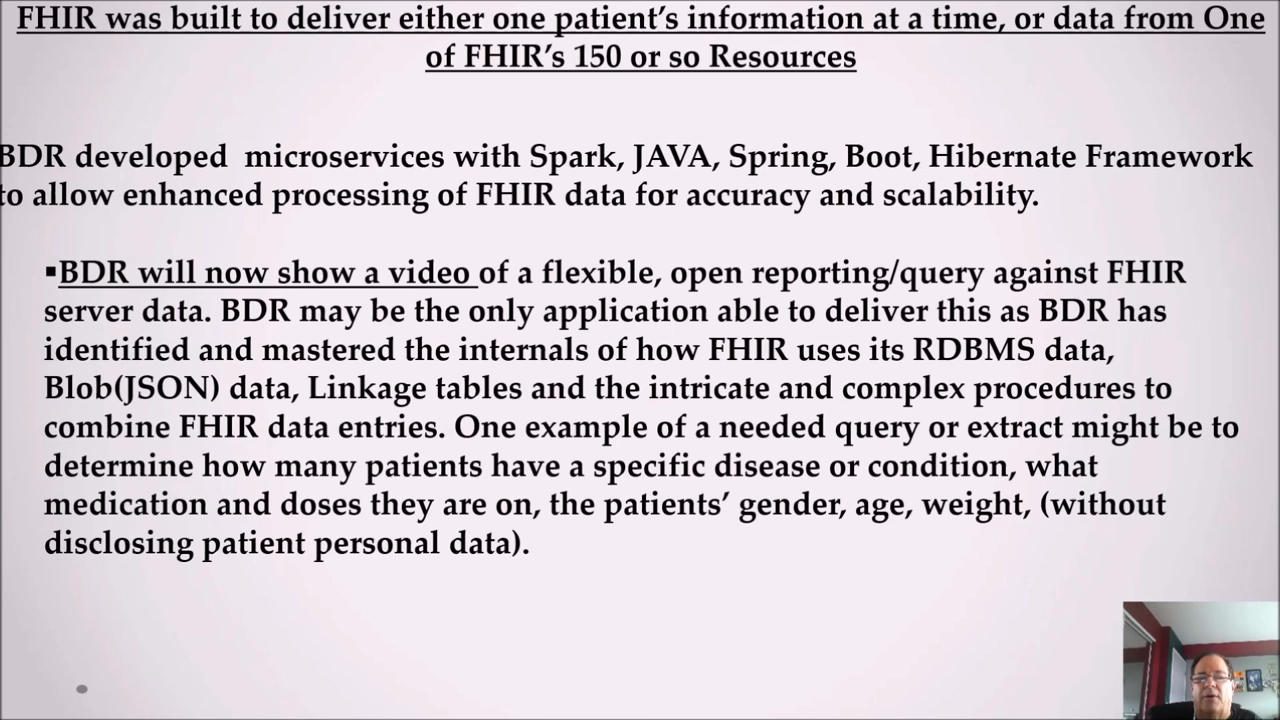 FHIR was built to deliver either one patient’s information at a time, or data from One
of FHIR’s 150 or so Resources
BDR developed  microservices with Spark, JAVA, Spring, Boot, Hibernate Framework
to allow enhanced processing of FHIR data for accuracy and scalability.
▪BDR will now show a video of a flexible, open reporting/query against FHIR
server data. BDR may be the only application able to deliver this as BDR has
identified and mastered the internals of how FHIR uses its RDBMS data,
Blob(JSON) data, Linkage tables and the intricate and complex procedures to
combine FHIR data entries. One example of a needed query or extract might be to
determine how many patients have a specific disease or condition, what
medication and doses they are on, the patients’ gender, age, weight, (without
disclosing patient personal data).